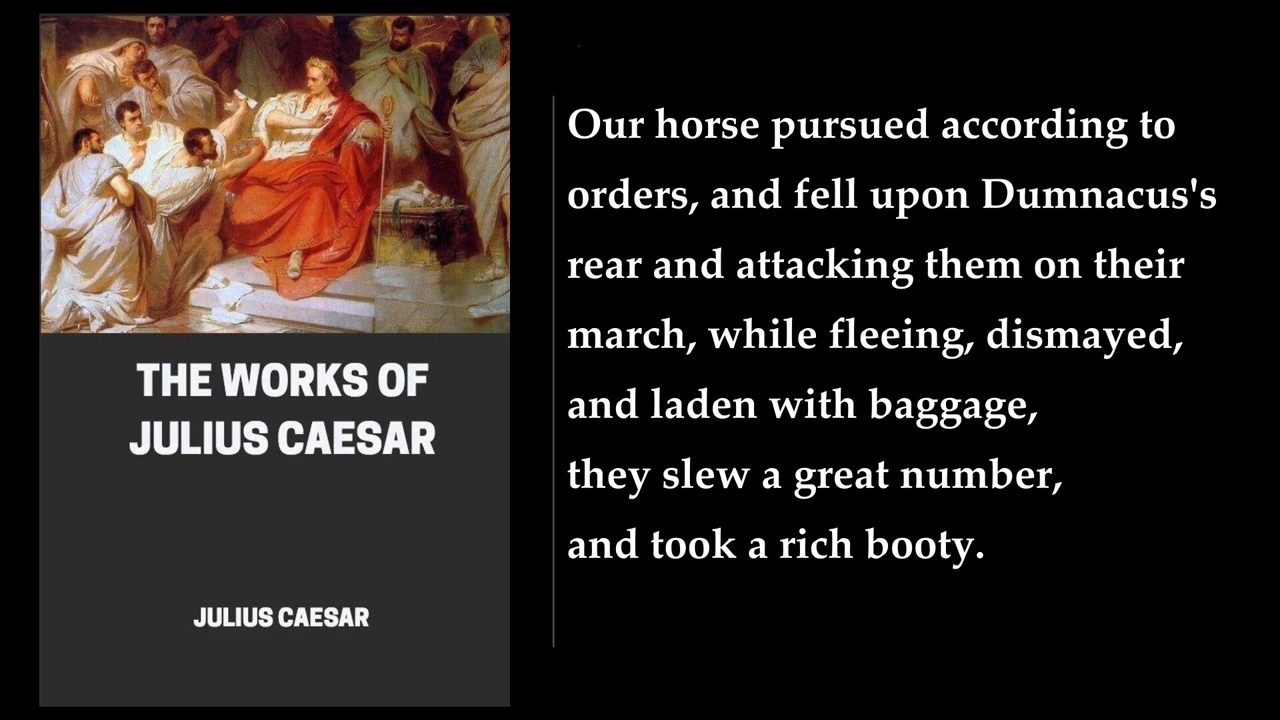 THE WORKS OF
JULIUS CAESAR
JULIUS CAESAR
Our horse pursued according to
orders, and fell upon Dumnacus's
rear and attacking them on their
march, while fleeing, dismayed,
and laden with baggage,
they slew a great number,
and took a rich booty.